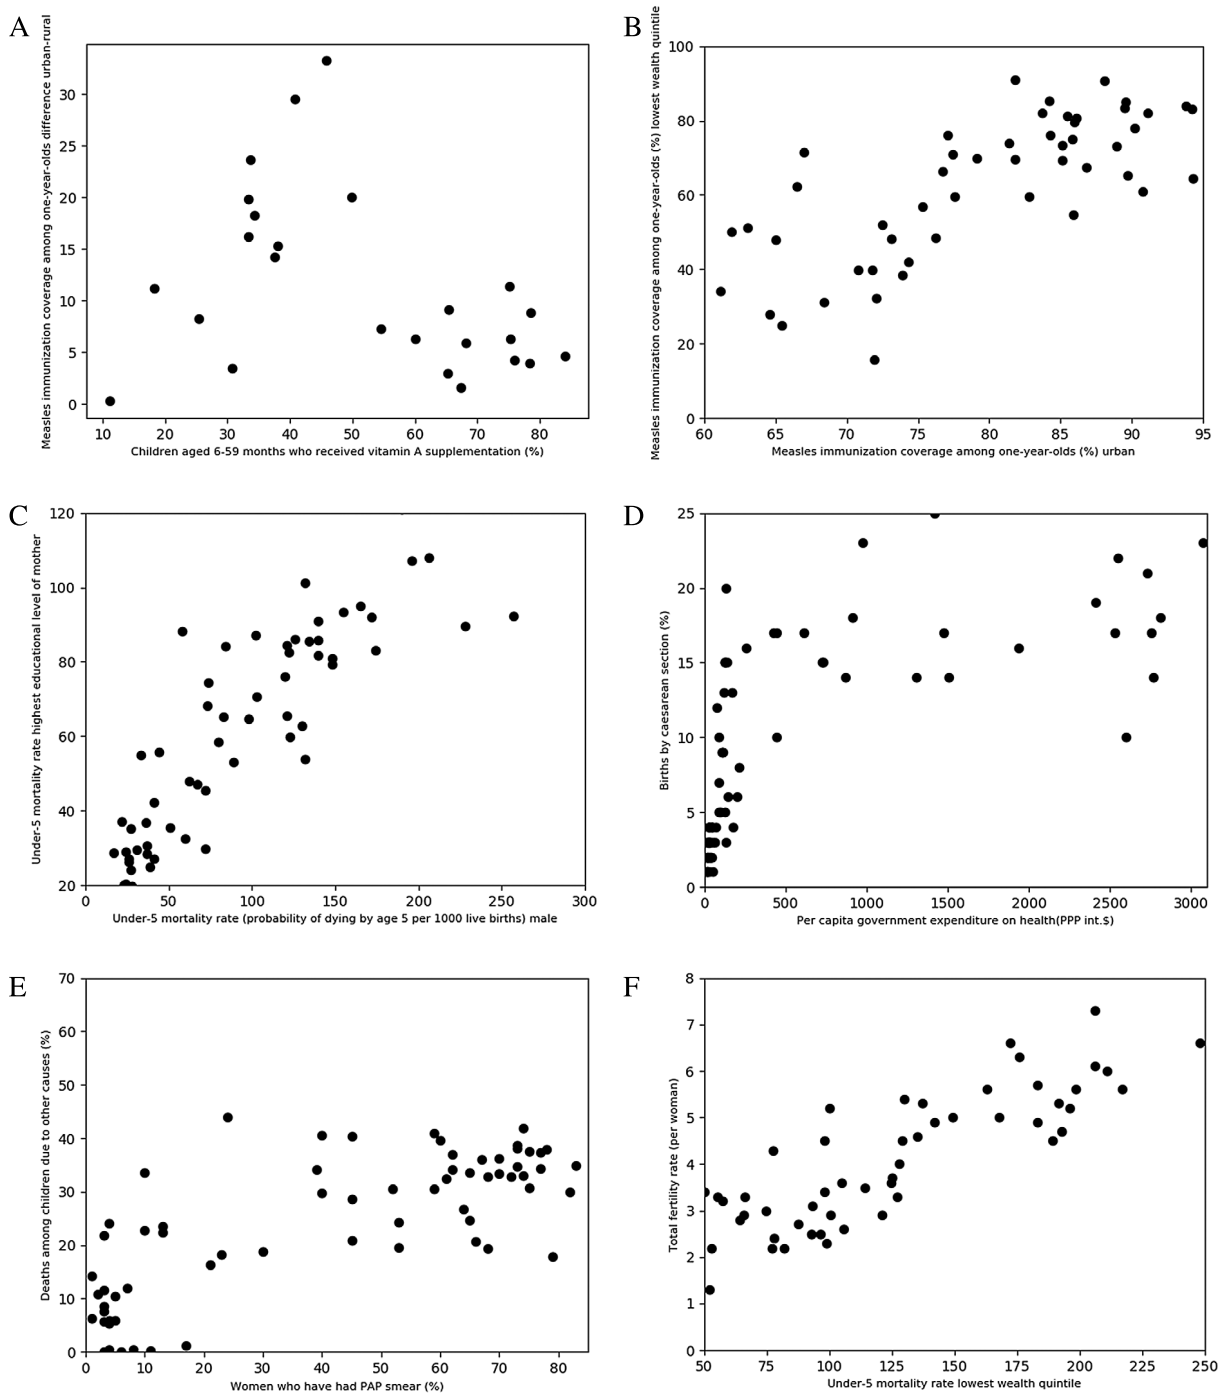 A
Measles immunization coverage among one-year-olds difference urban-rural
30
25
20
15
10
5
0
10 20 30 40 50 60 70 80
Children aged 6-59 months who received vitamin A supplementation (%)
B
Measles immunization coverage among one-year-olds (%) lowest wealth quintile
100
80
60
40
20
0
60 65 70 75 80 85 90 95
Measles immunization coverage among one-year-olds (%) urban
C
Under-5 mortality rate highest educational level of mother
120
100
80
60
40
20
0 50 100 150 200 250 300
Under-5 mortality rate (probability of dying by age 5 per 1000 live births) male
D
Births by caesarean section (%)
25
20
15
10
5
0
0 500 1000 1500 2000 2500 3000
Per capita government expenditure on health(PPP int.$)
E
Deaths among children due to other causes (%)
70
60
50
40
30
20
10
0
0 10 20 30 40 50 60 70 80
Women who have had PAP smear (%)
F
Total fertility rate (per woman)
8
7
6
5
4
3
2
1
0
50 75 100 125 150 175 200 225 250
Under-5 mortality rate lowest wealth quintile